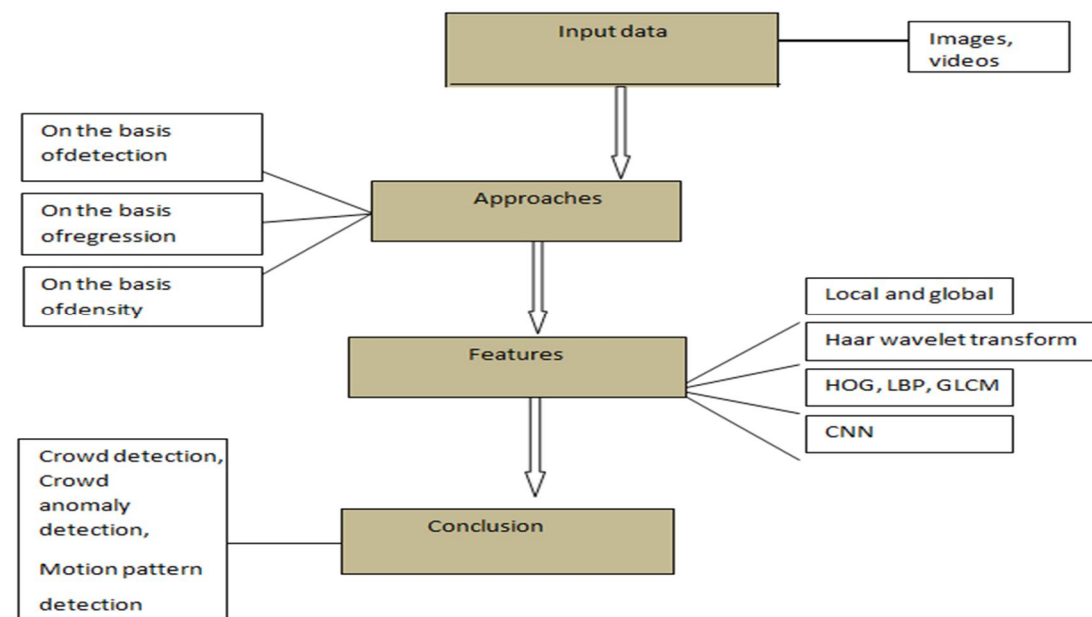 Input data
Images,
videos
On the basis
ofdetection
Approaches
On the basis
ofregression
On the basis
ofdensity
Local and global
Haar wavelet transform
Features
HOG, LBP, GLCM
CNN
Crowd detection,
Crowd
anomaly
detection,
Motion pattern
detection
Conclusion